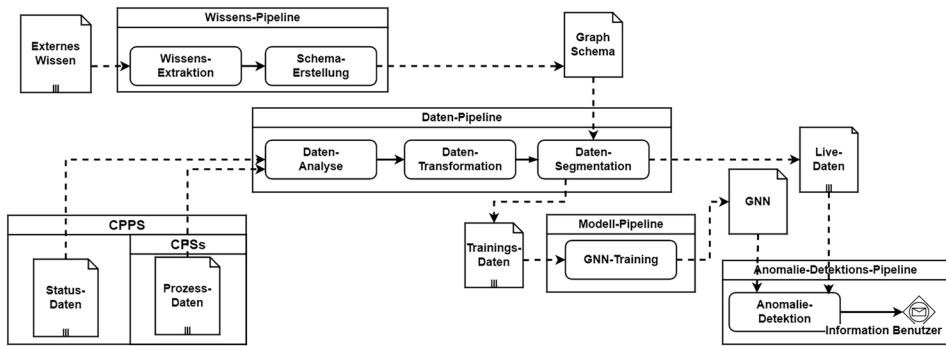 Wissens-Pipeline
Externes
Wissen
Wissens-
Extraktion
Schema-
Erstellung
Graph
Schema
Daten-Pipeline
Daten-
Analyse
Daten-
Transformation
Daten-
Segmentation
Live-
Daten
GNN
CPPS
CPSs
Status-
Daten
Prozess-
Daten
Trainings-
Daten
Modell-Pipeline
GNN-Training
Anomalie-Detektions-Pipeline
Anomalie-
Detektion
Information Benutzer